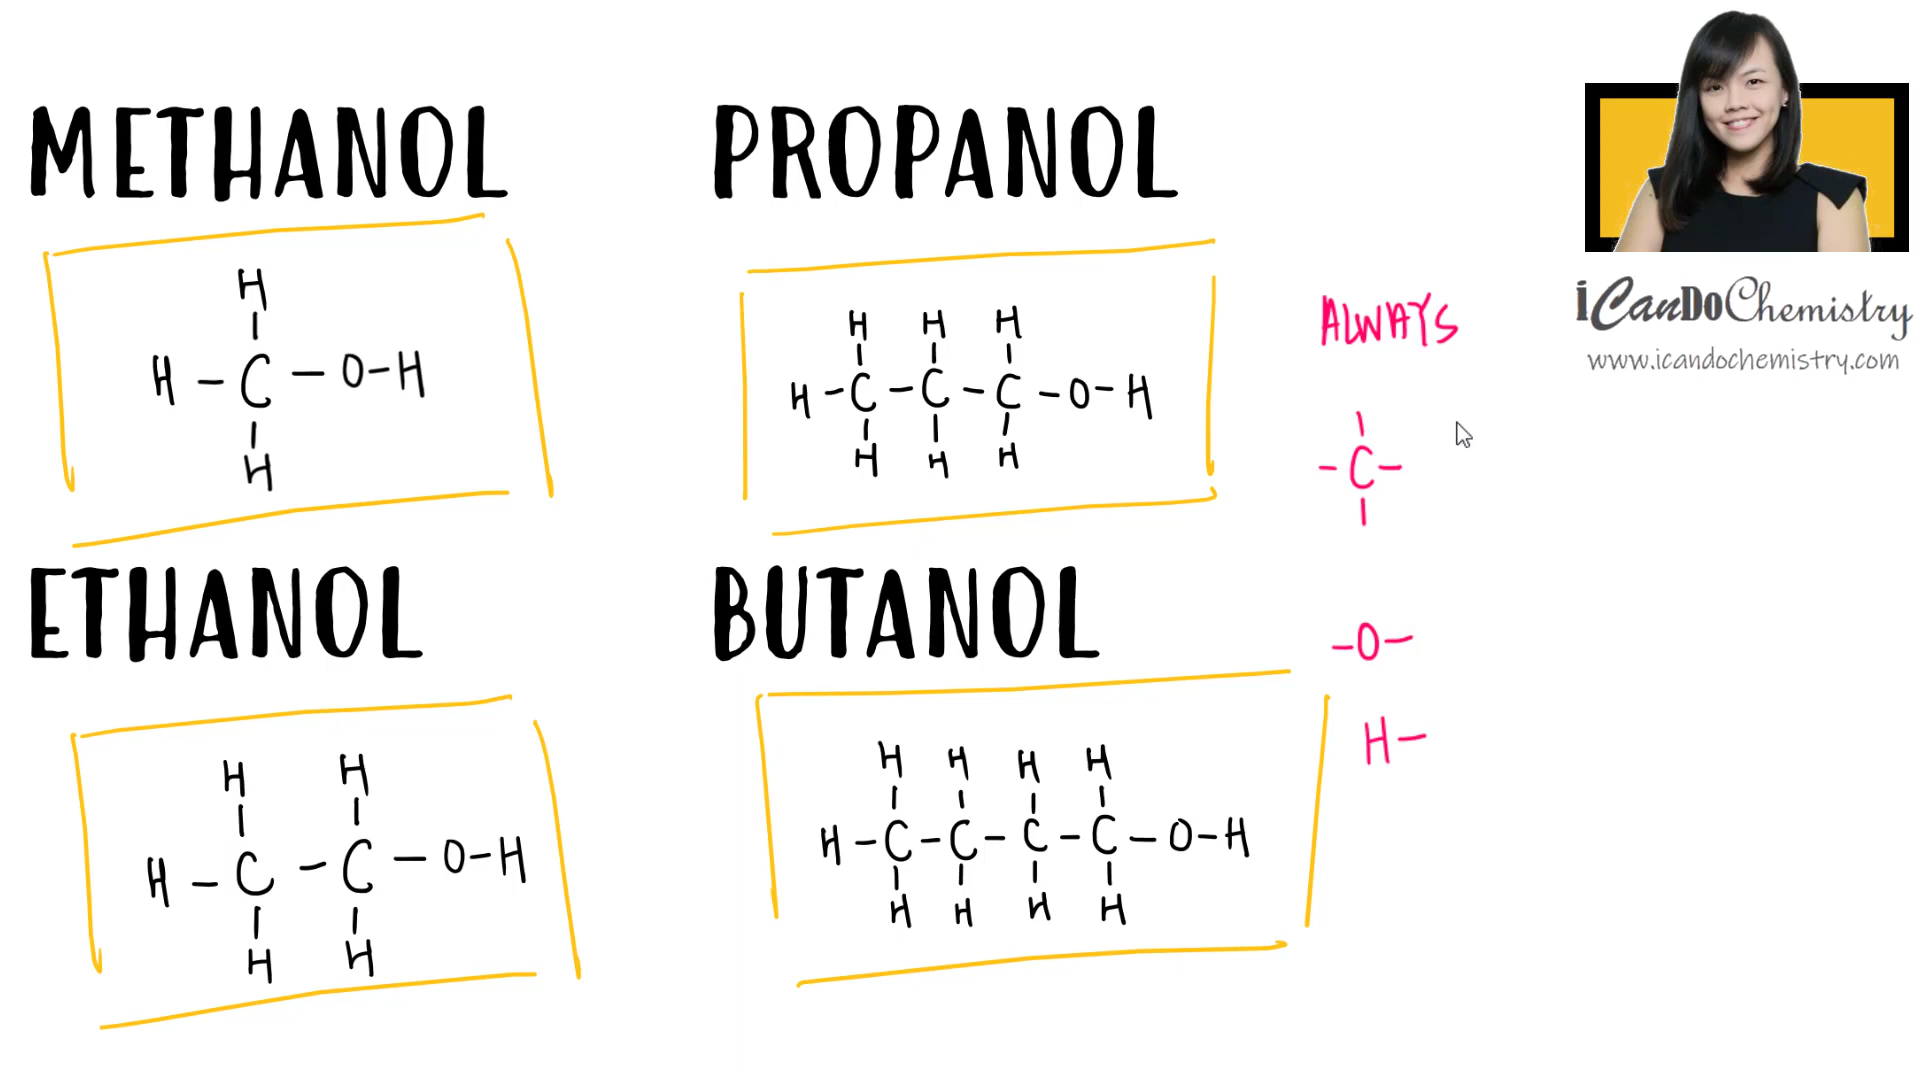 METHANOL
H
H – C – O-H
H
PROPANOL
H H H
H - C - C - C - O - H
H H H
ETHANOL
H H
H - C - C - O-H
H H
BUTANOL
H H H H
H - C - C - C - C - O - H
H H H H
ALWAYS
- C -
- O -
H -
iCanDoChemistry
www.icandochemistry.com